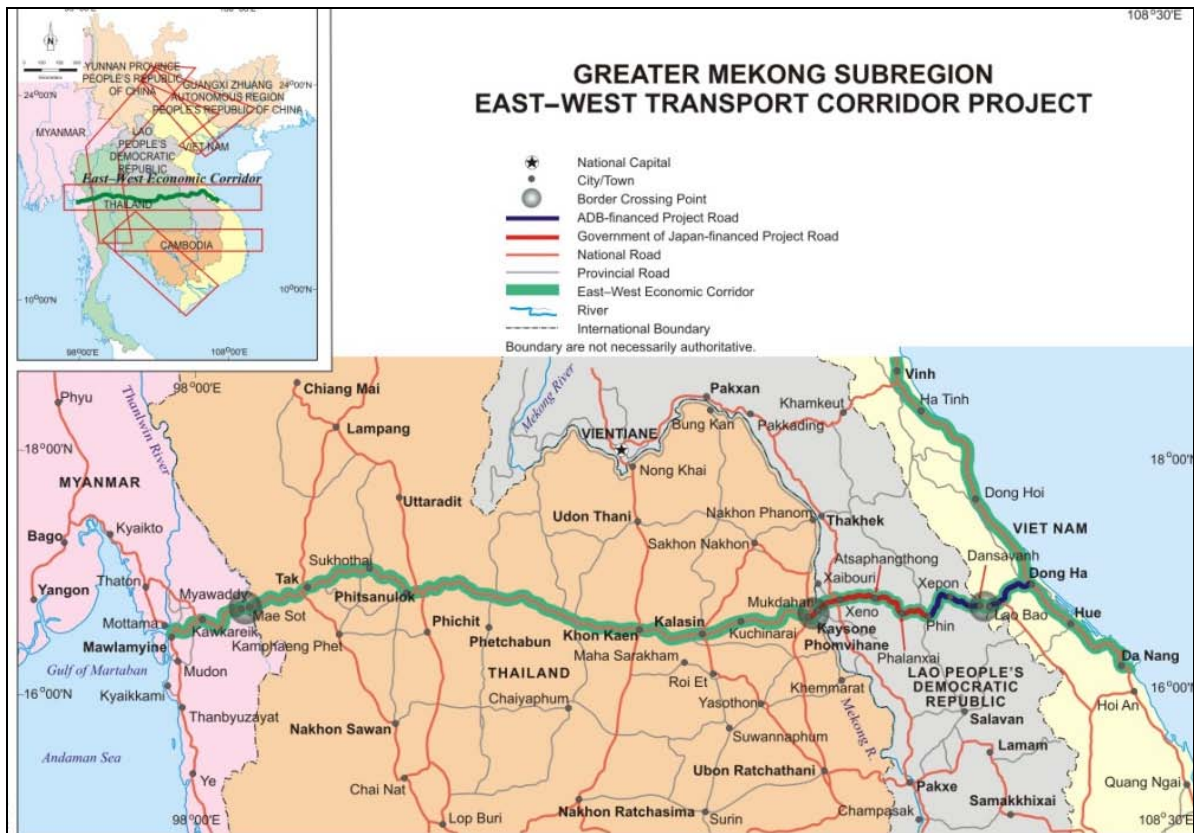 108°30'E
N
YUNNAN PROVINCE
PEOPLE'S REPUBLIC
OF CHINA
GUANGXI ZHUANG
AUTONOMOUS REGION
PEOPLE'S REPUBLIC OF CHINA
24°00'N
24°00'N
MYANMAR
LAO
PEOPLE'S
DEMOCRATIC
REPUBLIC
VIET NAM
East–West Economic Corridor
THAILAND
CAMBODIA
10°00'N
10°00'N
98°00'E
108°00'E
GREATER MEKONG SUBREGION
EAST–WEST TRANSPORT CORRIDOR PROJECT
National Capital
City/Town
Border Crossing Point
ADB-financed Project Road
Government of Japan-financed Project Road
National Road
Provincial Road
East–West Economic Corridor
River
International Boundary
Boundary are not necessarily authoritative.
98°00'E
Phyu
Thanlwin River
Chiang Mai
Mekong River
Pakxan
Vinh
Khamkeut
Ha Tinh
Lampang
VIENTIANE
Bung Kan
Pakkading
18°00'N
18°00'N
Nong Khai
MYANMAR
Uttaradit
Dong Hoi
Kyaikto
Udon Thani
Nakhon Phanom
Thakhek
VIET NAM
Bago
Sakhon Nakhon
Atsaphangthong
Dansavanh
Sukhothai
Thaton
Tak
Xaibouri
Xepon
Dong Ha
Yangon
Myawaddy
Phitsanulok
Mukdahan
Mae Sot
Xeno
Lao Bao
Hue
Mottama
Kawkareik
Phichit
Khon Kaen
Kalasin
Kuchinarai
Kaysone
Phomvihane
Phin
Mawlamyine
Kamphaeng Phet
Phetchabun
Maha Sarakham
Phalanxai
Da Nang
Gulf of Martaban
Mudon
THAILAND
Roi Et
Khemmarat
LAO PEOPLE'S
DEMOCRATIC
REPUBLIC
16°00'N
16°00'N
Kyaikkami
Chaiyaphum
Yasothon
Hoi An
Thanbyuzayat
Nakhon Sawan
Suwannaphum
Mekong R.
Salavan
Andaman Sea
Lamam
Ye
Chai Nat
Ubon Ratchathani
Pakxe
Quang Ngai
Nakhon Ratchasima
Samakkhixai
98°00'E
Lop Buri
Surin
Champasak
108°30'E